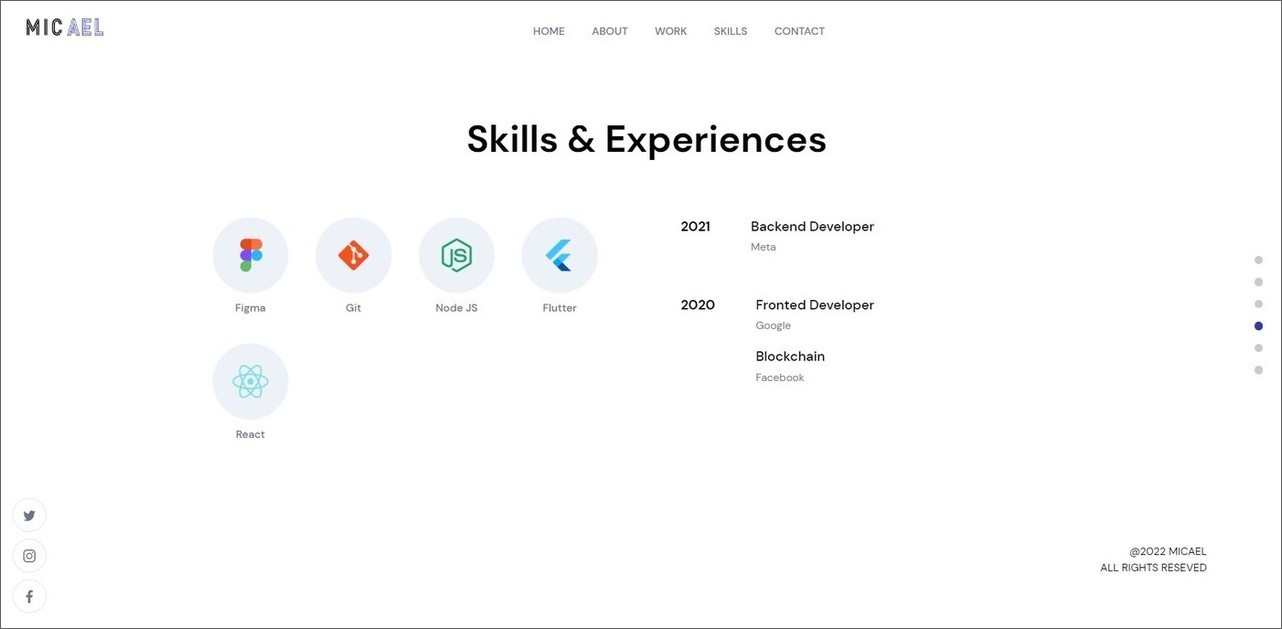 MICAEL
HOME ABOUT WORK SKILLS CONTACT
Skills & Experiences
Figma Git Node JS Flutter
React
2021 Backend Developer
Meta
2020 Fronted Developer
Google
Blockchain
Facebook
@2022 MICAEL
ALL RIGHTS RESEVED